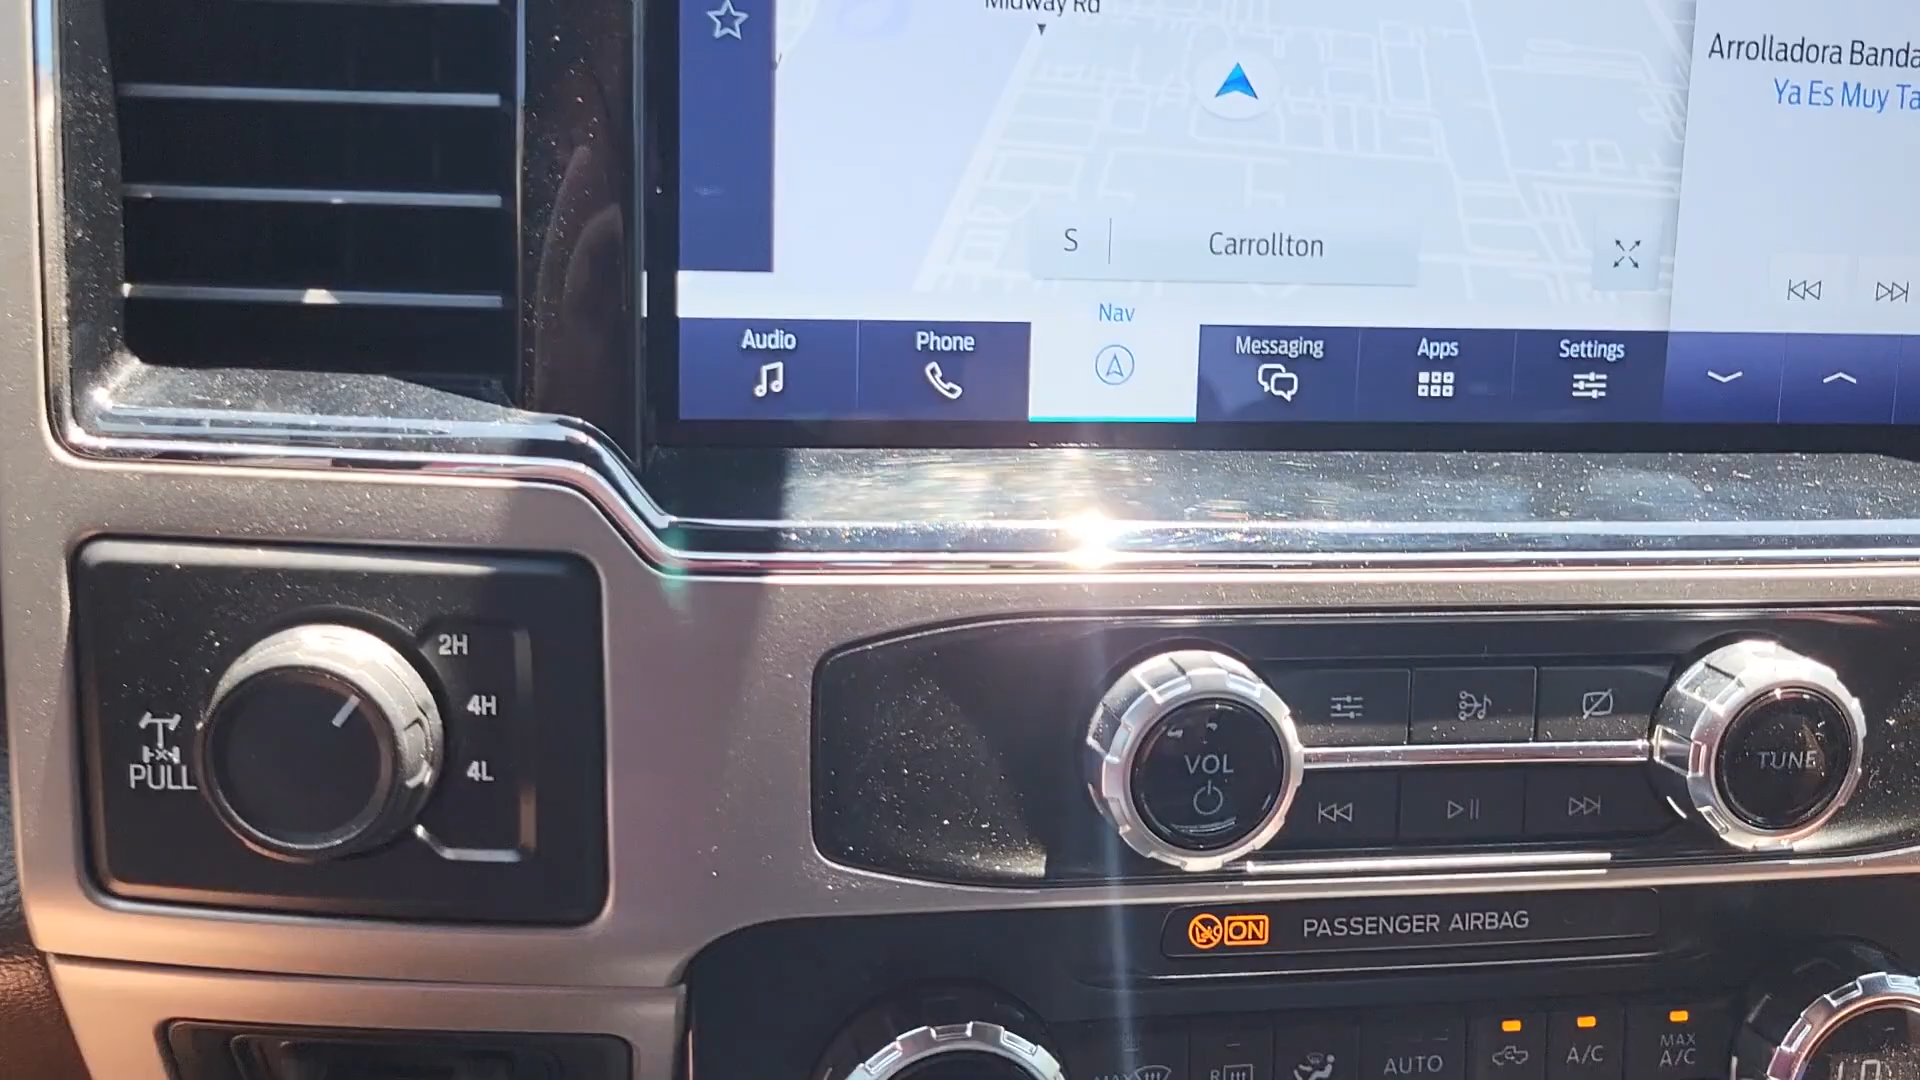 Midway Rd
Arrolladora Banda
Ya Es Muy Ta
S
Carrollton
Audio
Phone
Nav
Messaging
Apps
Settings
2H
4H
4L
PULL
VOL
TUNE
ON
PASSENGER AIRBAG
MAX
R
AUTO
A/C
MAX
A/C